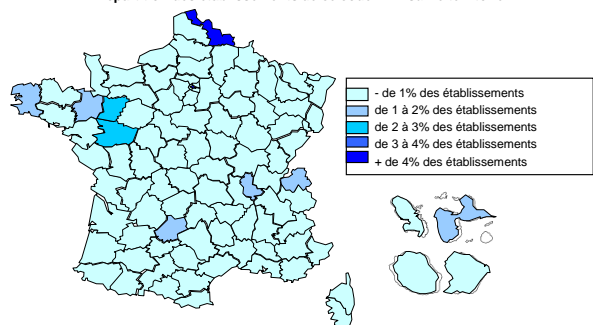 - de 1% des établissements
de 1 à 2% des établissements
de 2 à 3% des établissements
de 3 à 4% des établissements
+ de 4% des établissements